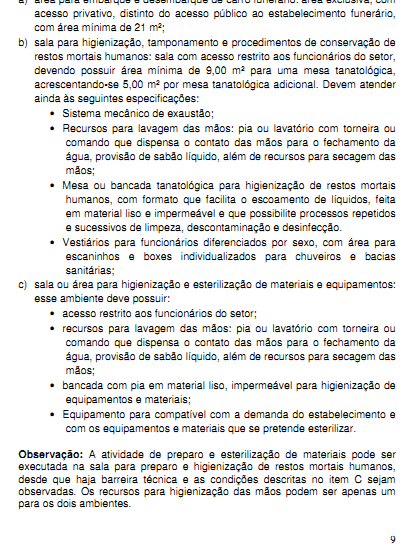 a) área para embarque e desembarque de carro funerário: área exclusiva, com
acesso privativo, distinto do acesso público ao estabelecimento funerário,
com área mínima de 21 m²;
b) sala para higienização, tamponamento e procedimentos de conservação de
restos mortais humanos: sala com acesso restrito aos funcionários do setor,
devendo possuir área mínima de 9,00 m² para uma mesa tanatológica,
acrescentando-se 5,00 m² por mesa tanatológica adicional. Devem atender
ainda às seguintes especificações:
• Sistema mecânico de exaustão;
• Recursos para lavagem das mãos: pia ou lavatório com torneira ou
comando que dispensa o contato das mãos para o fechamento da
água, provisão de sabão líquido, além de recursos para secagem das
mãos;
• Mesa ou bancada tanatológica para higienização de restos mortais
humanos, com formato que facilita o escoamento de líquidos, feita
em material liso e impermeável e que possibilite processos repetidos
e sucessivos de limpeza, descontaminação e desinfecção.
• Vestiários para funcionários diferenciados por sexo, com área para
escaninhos e boxes individualizados para chuveiros e bacias
sanitárias;
c) sala ou área para higienização e esterilização de materiais e equipamentos:
esse ambiente deve possuir:
• acesso restrito aos funcionários do setor;
• recursos para lavagem das mãos: pia ou lavatório com torneira ou
comando que dispensa o contato das mãos para o fechamento da
água, provisão de sabão líquido, além de recursos para secagem das
mãos;
• bancada com pia em material liso, impermeável para higienização de
equipamentos e materiais;
• Equipamento para compatível com a demanda do estabelecimento e
com os equipamentos e materiais que se pretende esterilizar.
Observação: A atividade de preparo e esterilização de materiais pode ser
executada na sala para preparo e higienização de restos mortais humanos,
desde que haja barreira técnica e as condições descritas no item C sejam
observadas. Os recursos para higienização das mãos podem ser apenas um
para os dois ambientes.
9